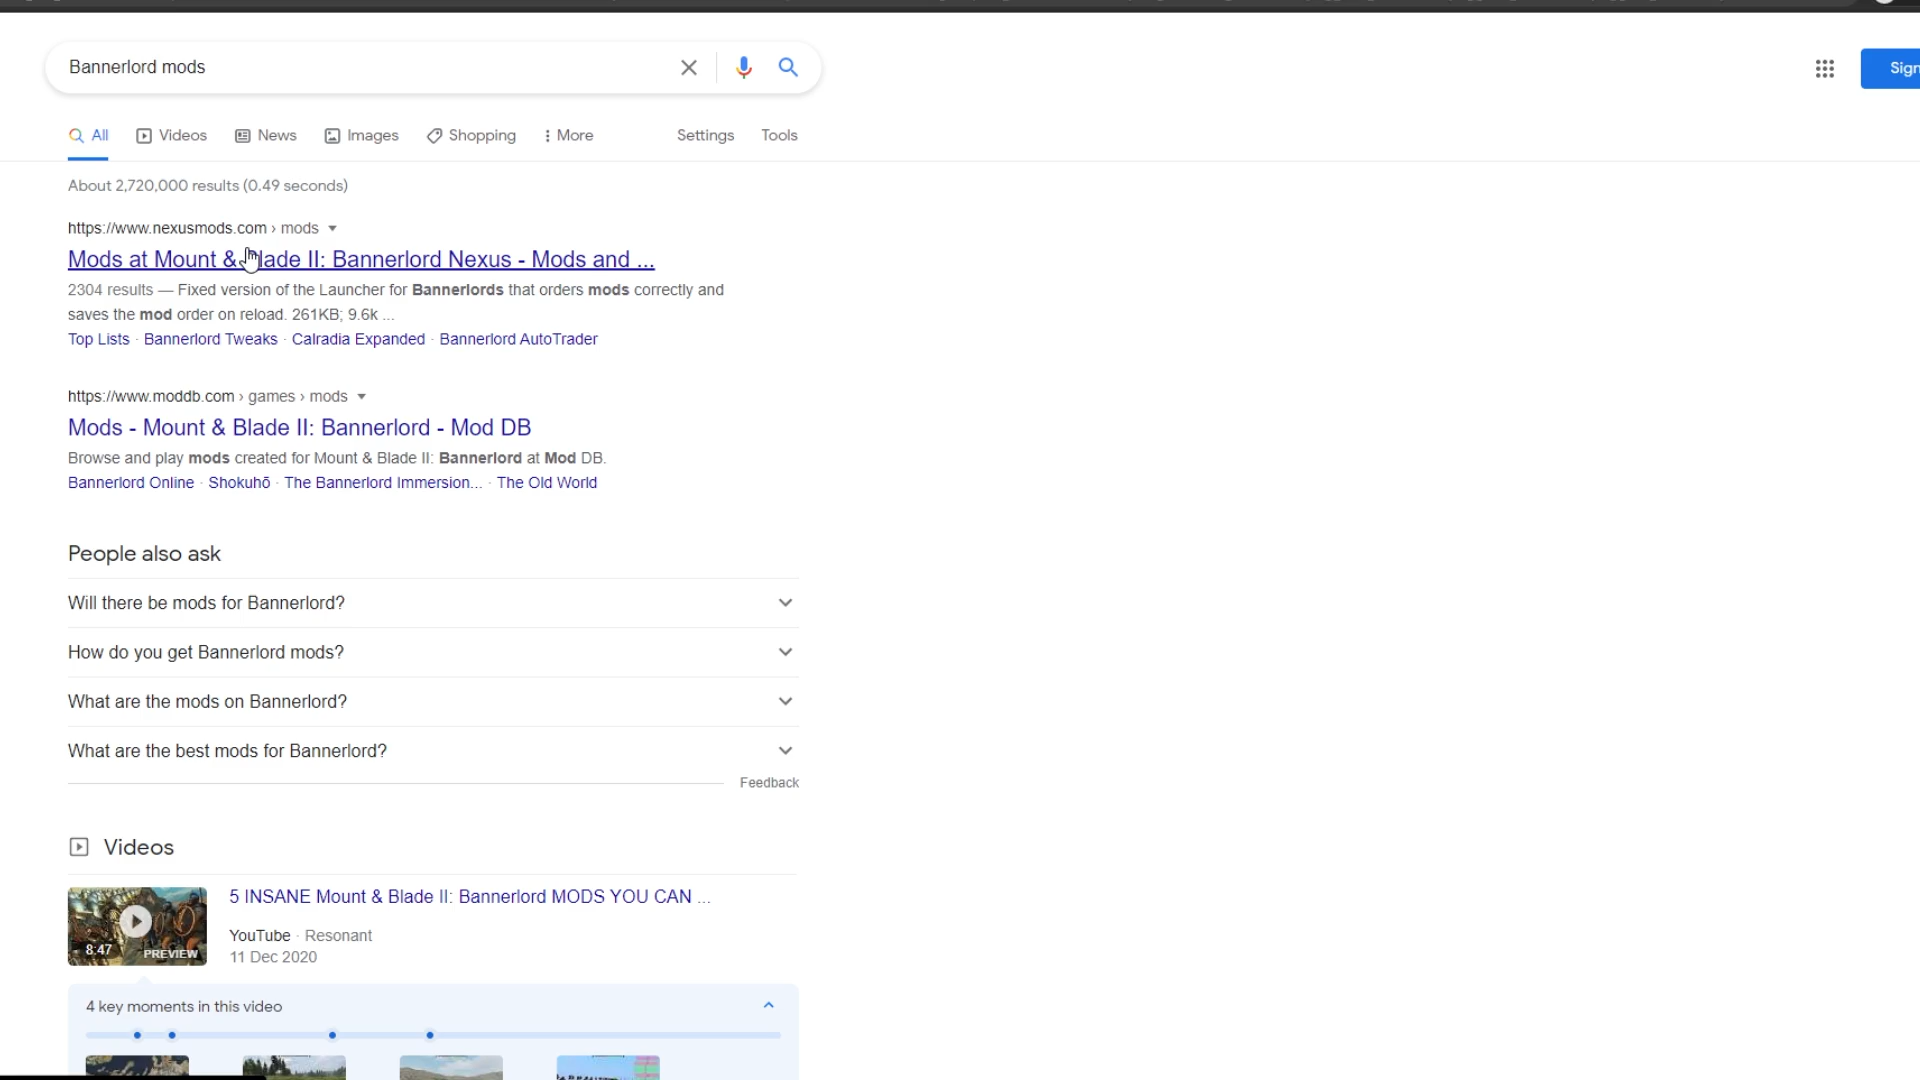 Bannerlord mods
Sign
All Videos News Images Shopping More Settings Tools
About 2,720,000 results (0.49 seconds)
https://www.nexusmods.com › mods
Mods at Mount & Blade II: Bannerlord Nexus - Mods and ...
2304 results — Fixed version of the Launcher for Bannerlords that orders mods correctly and
saves the mod order on reload. 261KB; 9.6k ...
Top Lists · Bannerlord Tweaks · Calradia Expanded · Bannerlord AutoTrader
https://www.moddb.com › games › mods
Mods - Mount & Blade II: Bannerlord - Mod DB
Browse and play mods created for Mount & Blade II: Bannerlord at Mod DB.
Bannerlord Online · Shokuhō · The Bannerlord Immersion... · The Old World
People also ask
Will there be mods for Bannerlord?
How do you get Bannerlord mods?
What are the mods on Bannerlord?
What are the best mods for Bannerlord?
Feedback
Videos
5 INSANE Mount & Blade II: Bannerlord MODS YOU CAN ...
YouTube · Resonant
11 Dec 2020
8:47 PREVIEW
4 key moments in this video